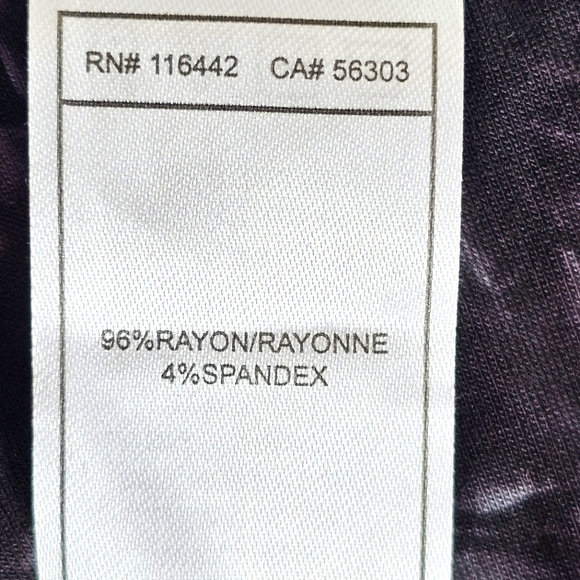 RN# 116442 CA# 56303
96%RAYON/RAYONNE
4%SPANDEX